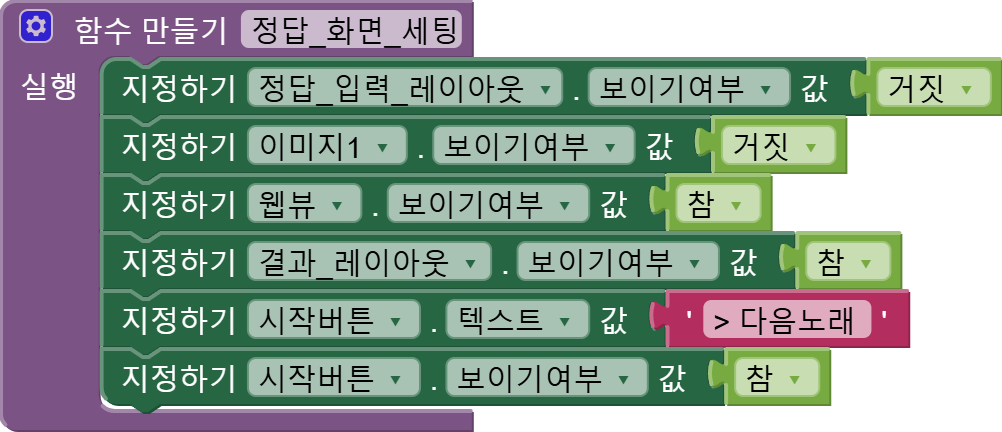 함수 만들기 정답_화면_세팅
실행 지정하기 정답_입력_레이아웃 . 보이기여부 값 거짓
지정하기 이미지1 . 보이기여부 값 거짓
지정하기 웹뷰 . 보이기여부 값 참
지정하기 결과_레이아웃 . 보이기여부 값 참
지정하기 시작버튼 . 텍스트 값 ' > 다음노래 '
지정하기 시작버튼 . 보이기여부 값 참